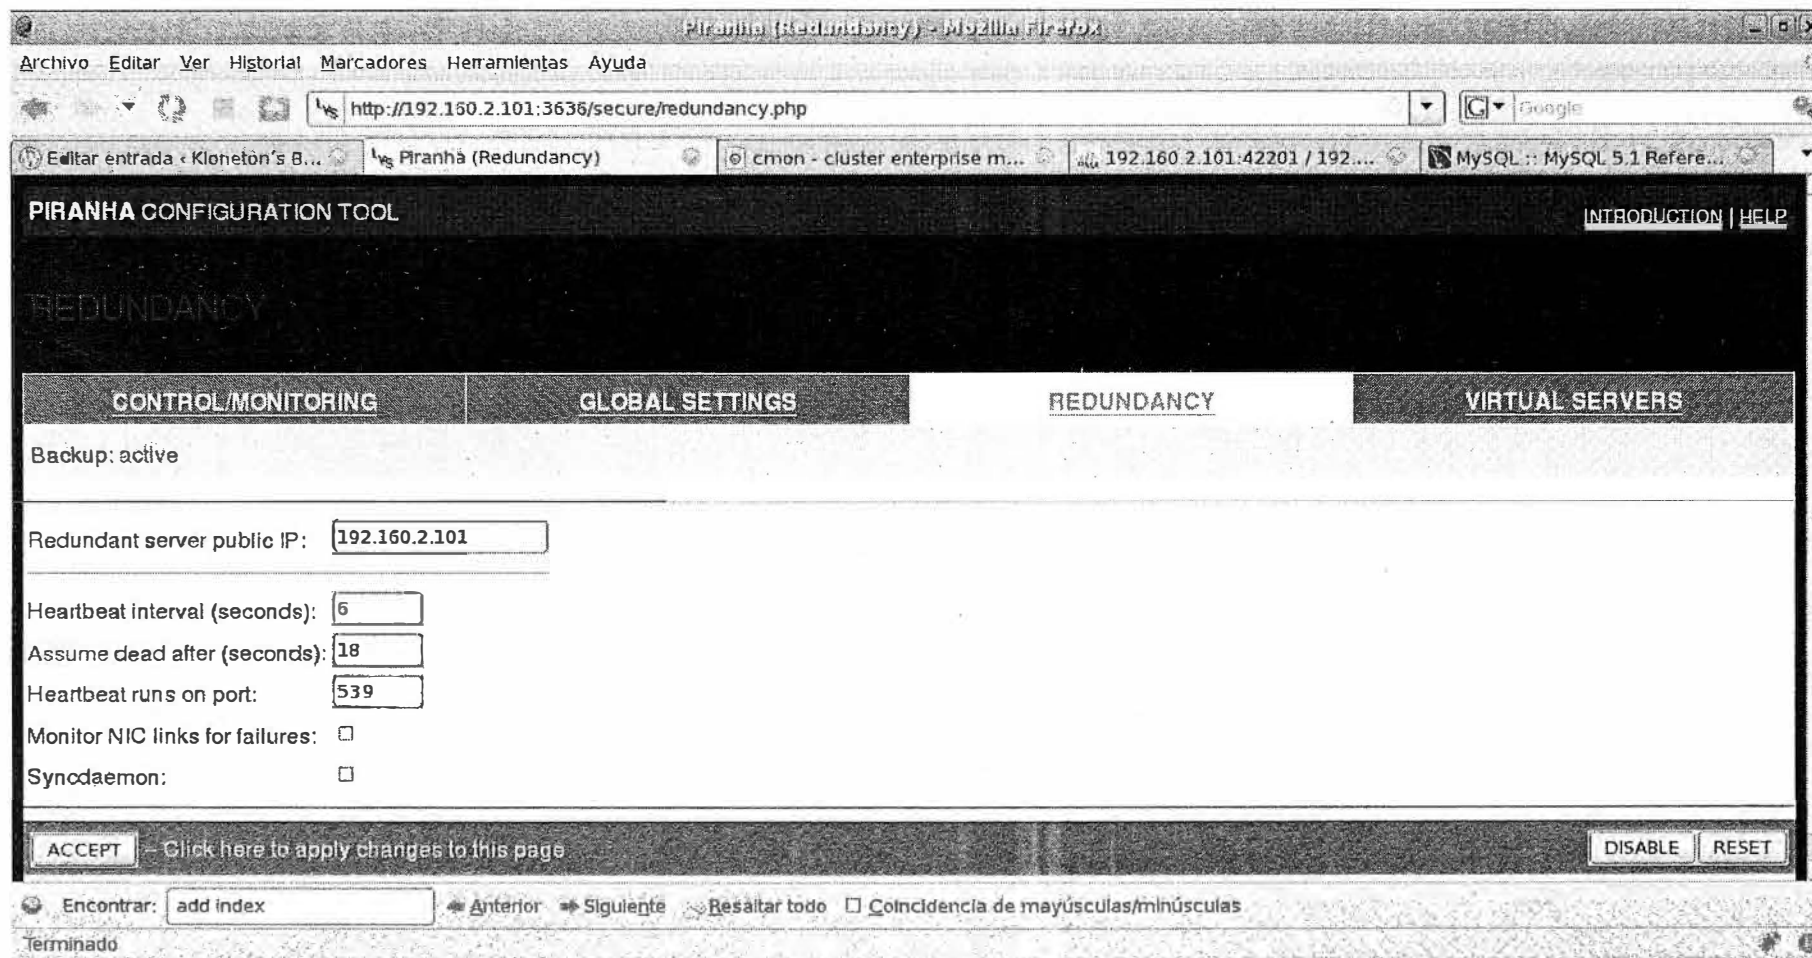 Piranha (Redundancy) - Mozilla Firefox
Archivo Editar Ver Historial Marcadores Herramientas Ayuda
http://192.160.2.101:3636/secure/redundancy.php Google
Editar entrada ‹ Kloneton's B... Piranha (Redundancy) cmon - cluster enterprise m... 192.160.2.101:42201 / 192.... MySQL :: MySQL 5.1 Refere...
PIRANHA CONFIGURATION TOOL INTRODUCTION | HELP
REDUNDANCY
CONTROL/MONITORING GLOBAL SETTINGS REDUNDANCY VIRTUAL SERVERS
Backup: active
Redundant server public IP: 192.160.2.101
Heartbeat interval (seconds): 6
Assume dead after (seconds): 18
Heartbeat runs on port: 539
Monitor NIC links for failures:
Syncdaemon:
ACCEPT -- Click here to apply changes to this page DISABLE RESET
Encontrar: add index Anterior Siguiente Resaltar todo Coincidencia de mayúsculas/minúsculas
Terminado